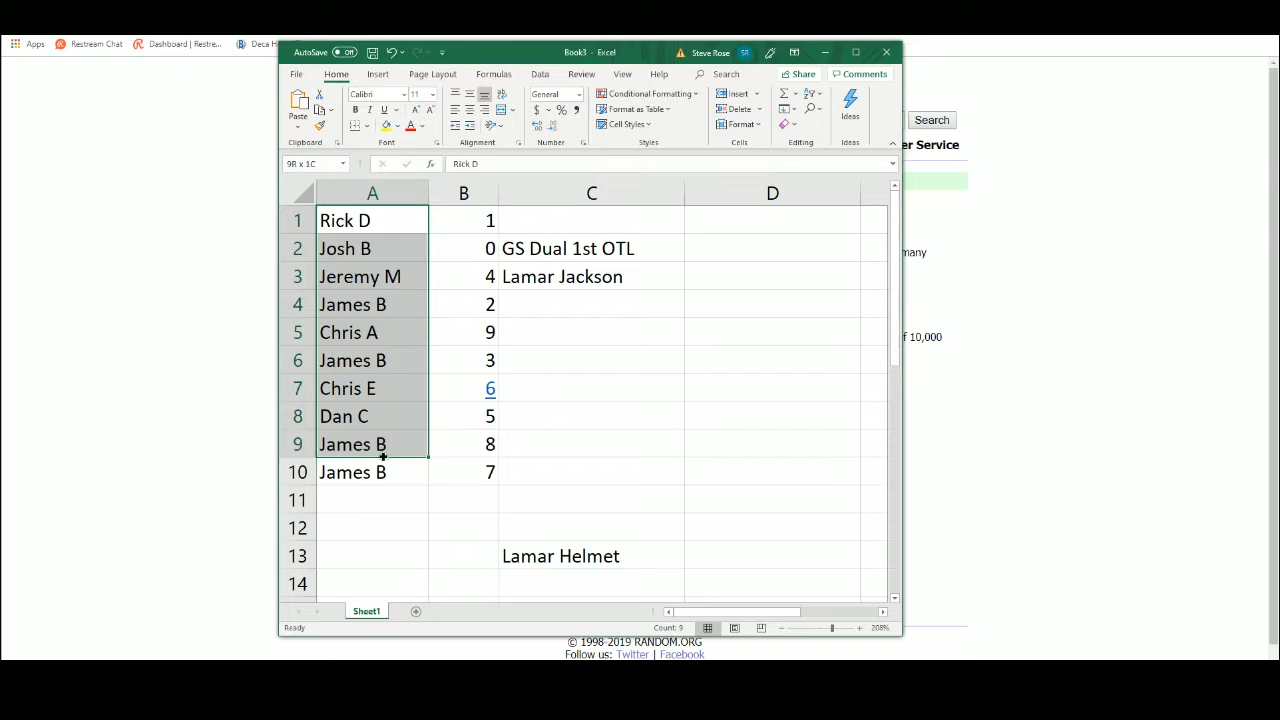 Apps Restream Chat Dashboard | Restre... Deca H
AutoSave Off Book3 - Excel Steve Rose SR
File Home Insert Page Layout Formulas Data Review View Help Search Share Comments
Paste
Calibri 11
B I U A A
ab
General
$ % ,
Conditional Formatting
Format as Table
Cell Styles
Insert
Delete
Format
Ideas
Clipboard Font Alignment Number Styles Cells Editing Ideas
9R x 1C fx Rick D
A B C D
1 Rick D 1
2 Josh B 0 GS Dual 1st OTL
3 Jeremy M 4 Lamar Jackson
4 James B 2
5 Chris A 9
6 James B 3
7 Chris E 6
8 Dan C 5
9 James B 8
10 James B 7
11
12
13 Lamar Helmet
14
Sheet1
Ready Count: 9 208%
Search
er Service
many
of 10,000
© 1998-2019 RANDOM.ORG
Follow us: Twitter | Facebook